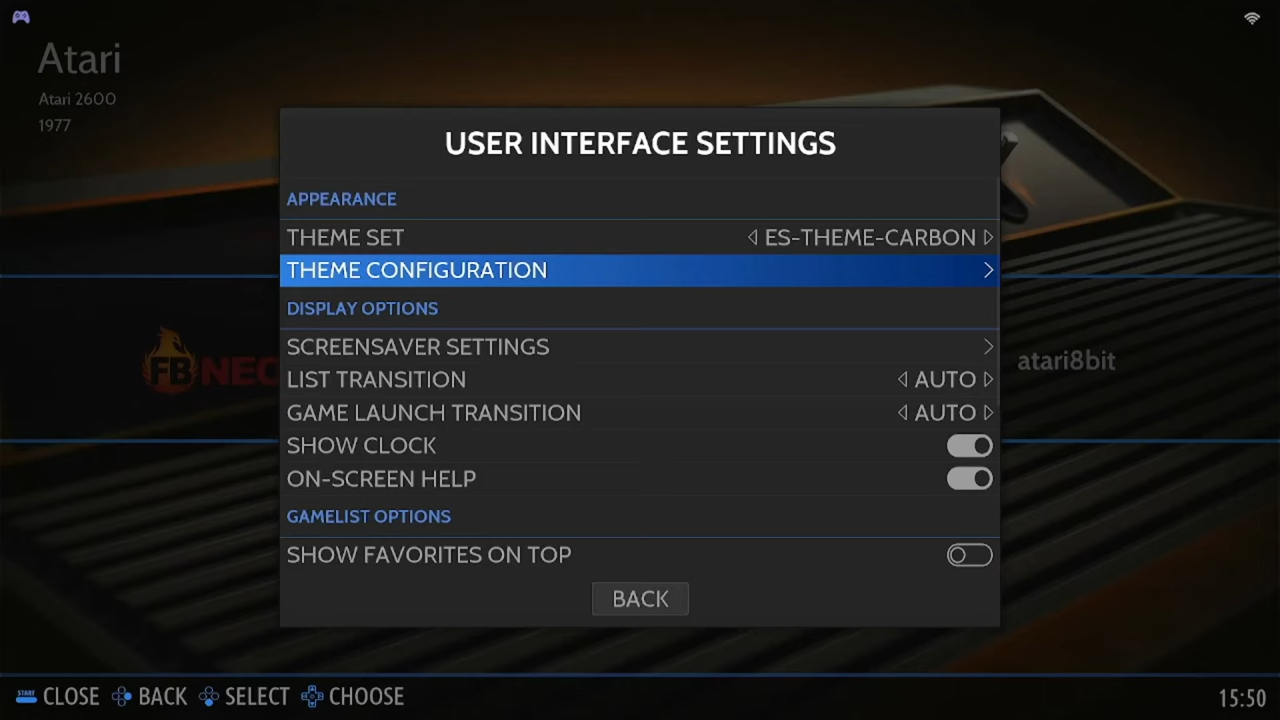 Atari
Atari 2600
1977
USER INTERFACE SETTINGS
APPEARANCE
THEME SET ES-THEME-CARBON
THEME CONFIGURATION
DISPLAY OPTIONS
SCREENSAVER SETTINGS
FBNEO
atari8bit
LIST TRANSITION AUTO
GAME LAUNCH TRANSITION AUTO
SHOW CLOCK
ON-SCREEN HELP
GAMELIST OPTIONS
SHOW FAVORITES ON TOP
BACK
START CLOSE BACK SELECT CHOOSE 15:50